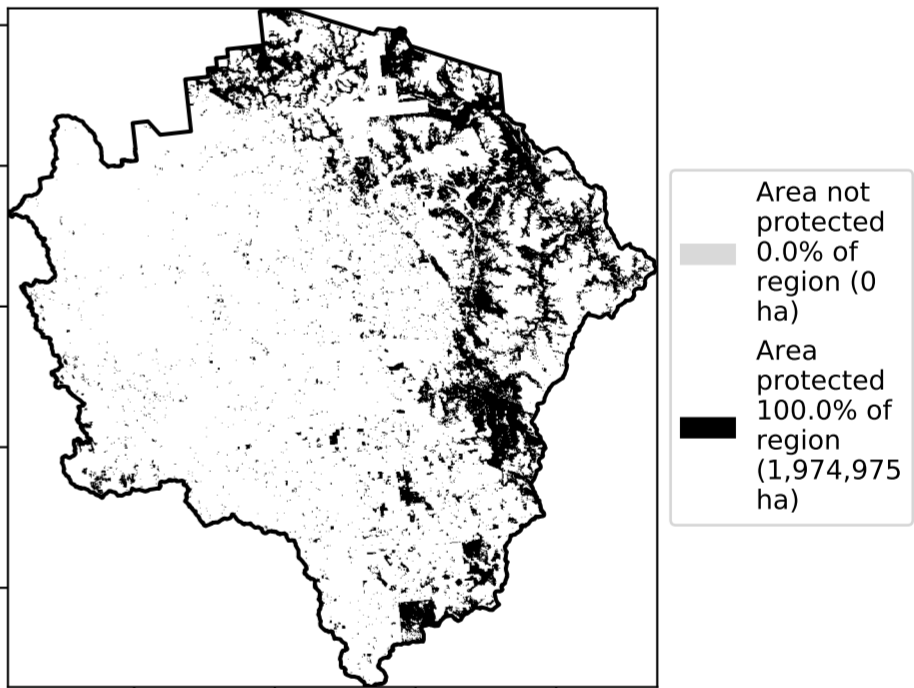 Area not
protected
0.0% of
region (0
ha)
Area
protected
100.0% of
region
(1,974,975
ha)